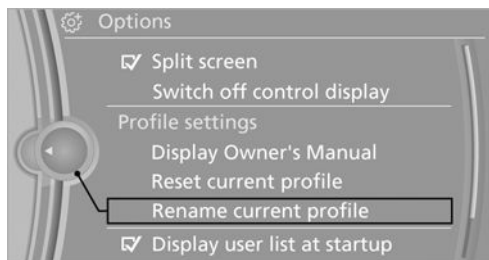 Options
Split screen
Switch off control display
Profile settings
Display Owner's Manual
Reset current profile
Rename current profile
Display user list at startup